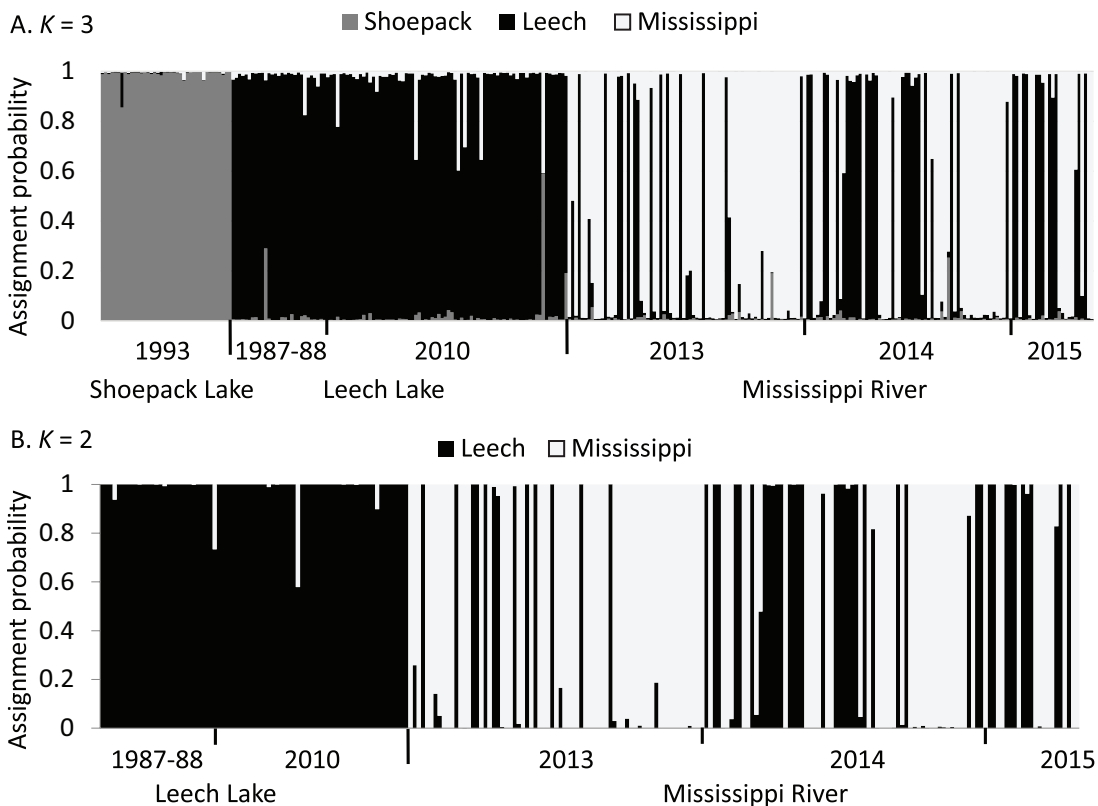 A. K = 3
Shoepack Leech Mississippi
Assignment probability
1
0.8
0.6
0.4
0.2
0
1993 1987-88 2010 2013 2014 2015
Shoepack Lake Leech Lake Mississippi River
B. K = 2
Leech Mississippi
Assignment probability
1
0.8
0.6
0.4
0.2
0
1987-88 2010 2013 2014 2015
Leech Lake Mississippi River